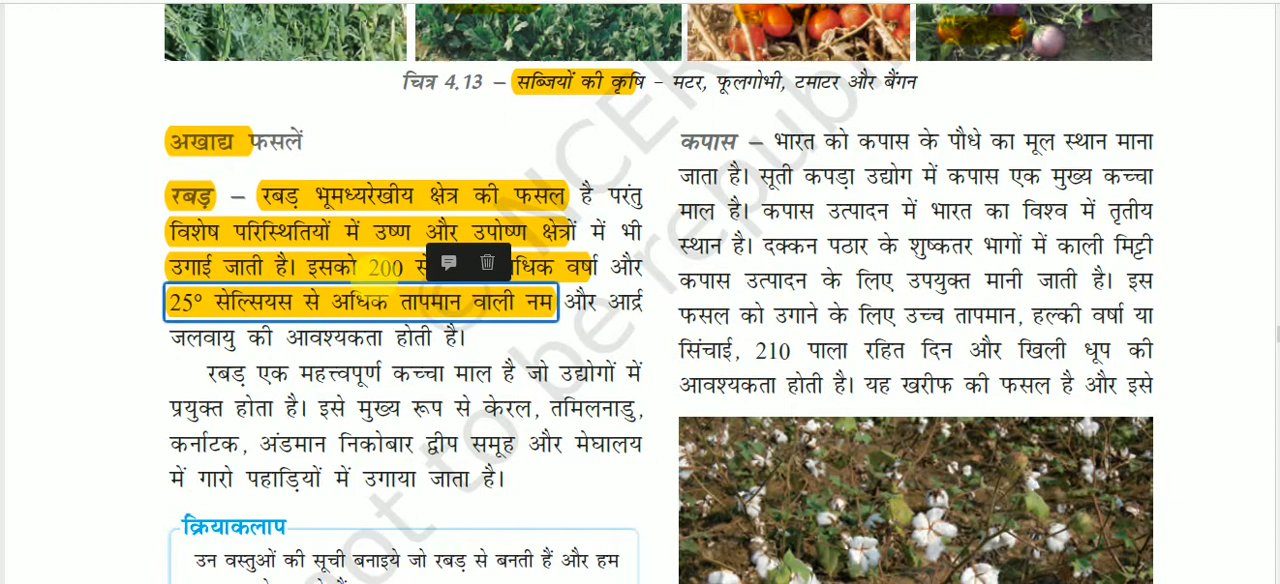 चित्र 4.13 – सब्जियों की कृषि – मटर, फूलगोभी, टमाटर और बैंगन
अखाद्य फसलें
रबड़ – रबड़ भूमध्यरेखीय क्षेत्र की फसल है परंतु
विशेष परिस्थितियों में उष्ण और उपोष्ण क्षेत्रों में भी
उगाई जाती है। इसको 200 से धिक वर्षा और
25° सेल्सियस से अधिक तापमान वाली नम और आर्द्र
जलवायु की आवश्यकता होती है।
रबड़ एक महत्त्वपूर्ण कच्चा माल है जो उद्योगों में
प्रयुक्त होता है। इसे मुख्य रूप से केरल, तमिलनाडु,
कर्नाटक, अंडमान निकोबार द्वीप समूह और मेघालय
में गारो पहाड़ियों में उगाया जाता है।
क्रियाकलाप
उन वस्तुओं की सूची बनाइये जो रबड़ से बनती हैं और हम
कपास – भारत को कपास के पौधे का मूल स्थान माना
जाता है। सूती कपड़ा उद्योग में कपास एक मुख्य कच्चा
माल है। कपास उत्पादन में भारत का विश्व में तृतीय
स्थान है। दक्कन पठार के शुष्कतर भागों में काली मिट्टी
कपास उत्पादन के लिए उपयुक्त मानी जाती है। इस
फसल को उगाने के लिए उच्च तापमान, हल्की वर्षा या
सिंचाई, 210 पाला रहित दिन और खिली धूप की
आवश्यकता होती है। यह खरीफ की फसल है और इसे
© NCER
not to be republi